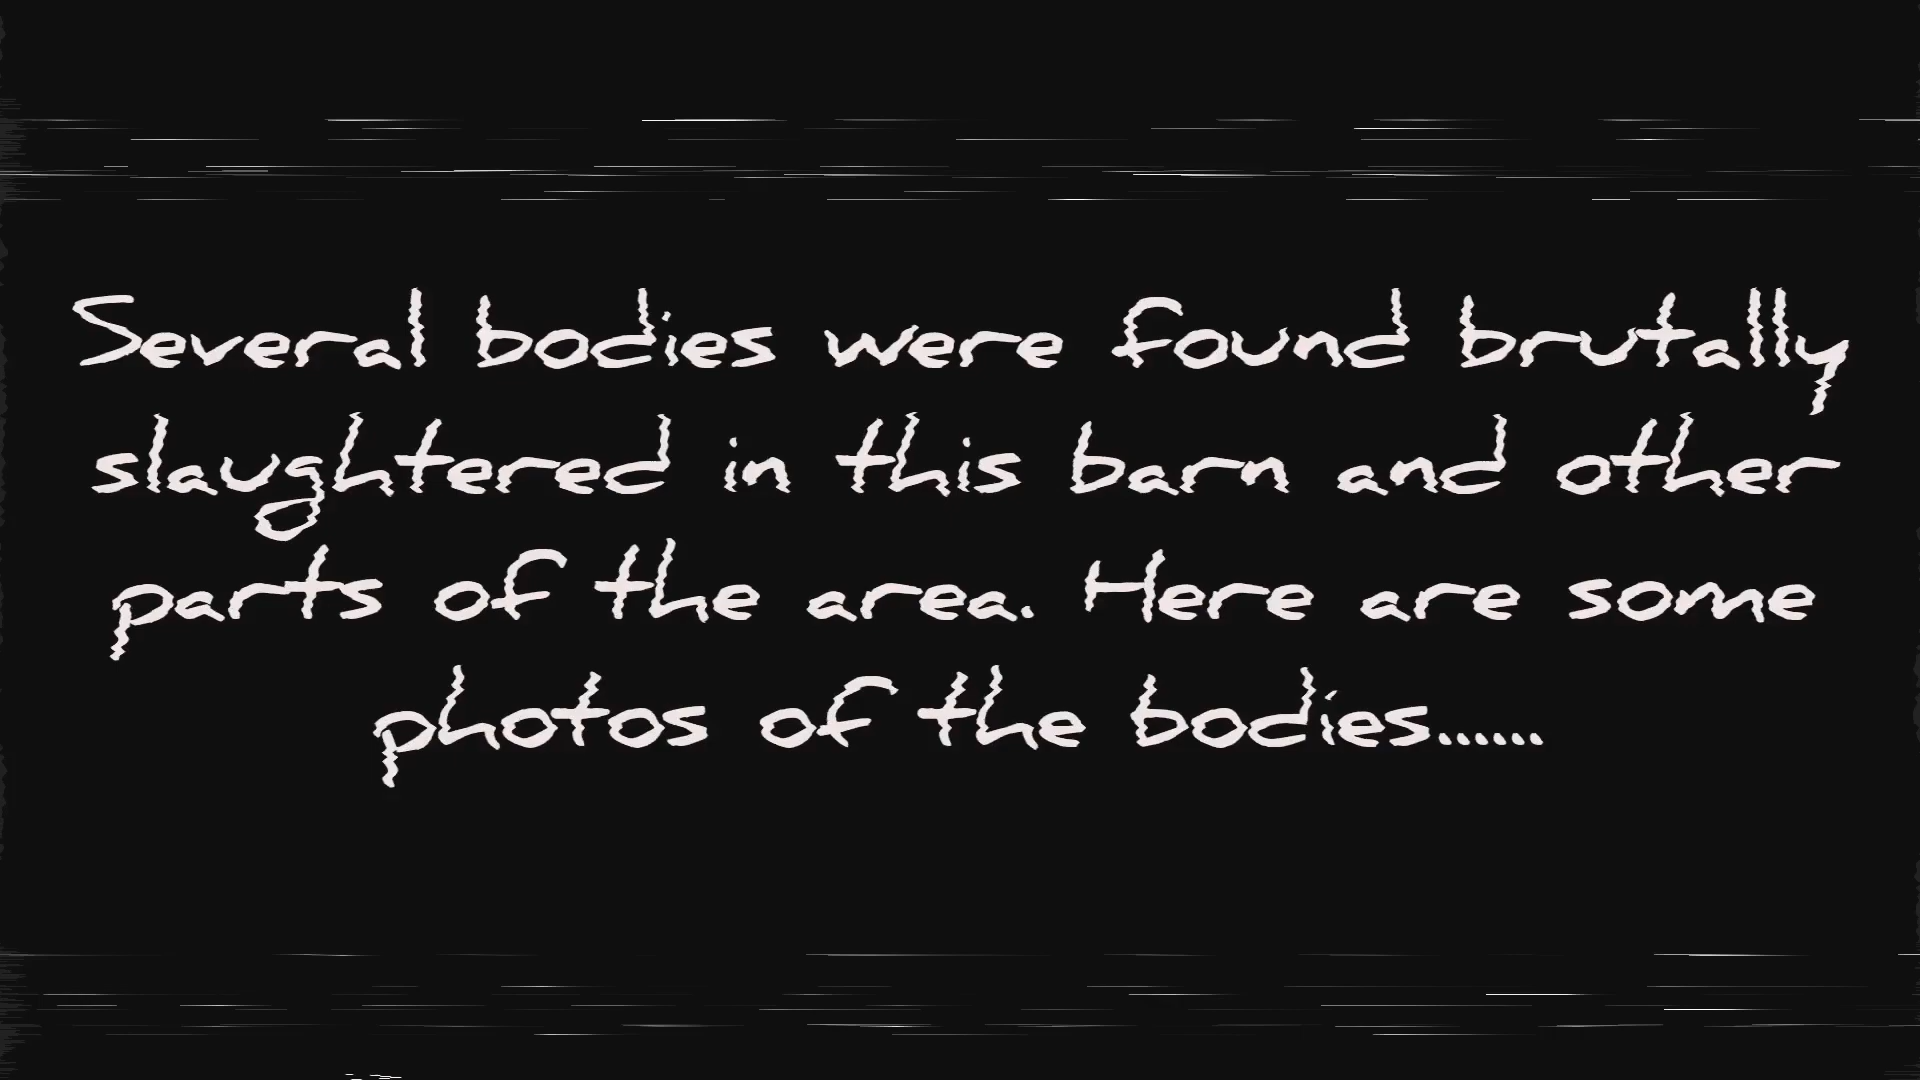 Several bodies were found brutally
slaughtered in this barn and other
parts of the area. Here are some
photos of the bodies......